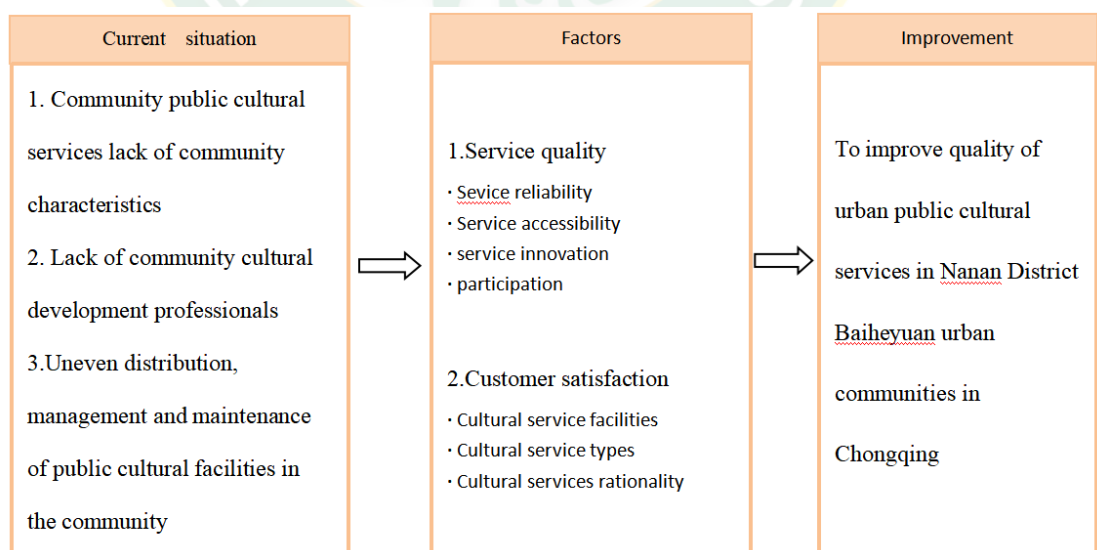 Current situation
1. Community public cultural
services lack of community
characteristics
2. Lack of community cultural
development professionals
3.Uneven distribution,
management and maintenance
of public cultural facilities in
the community
Factors
1.Service quality
· Sevice reliability
· Service accessibility
· service innovation
· participation
2.Customer satisfaction
· Cultural service facilities
· Cultural service types
· Cultural services rationality
Improvement
To improve quality of
urban public cultural
services in Nanan District
Baiheyuan urban
communities in
Chongqing